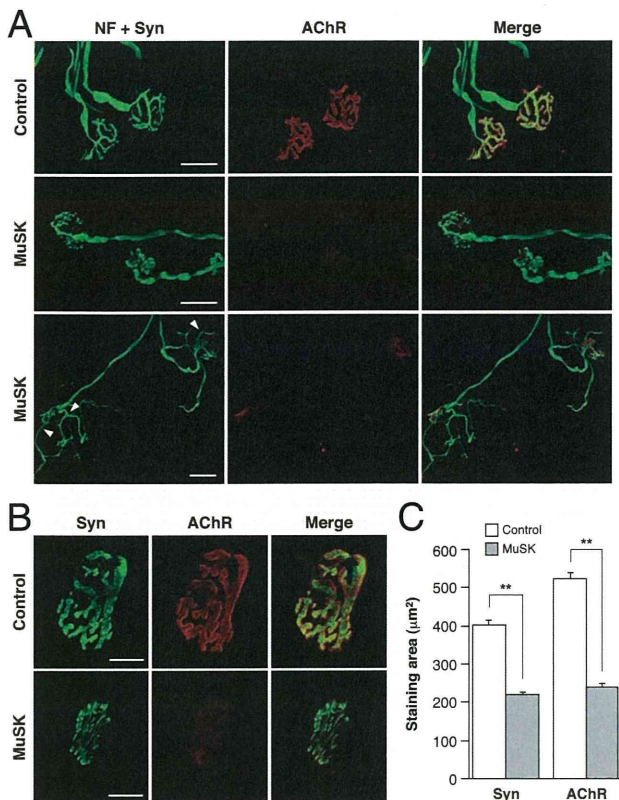 A
NF + Syn AChR Merge
Control
MuSK
MuSK
B
Syn AChR Merge
Control
MuSK
C
Control
MuSK
Staining area (μm²)
600
500
400
300
200
100
0
**
**
Syn AChR